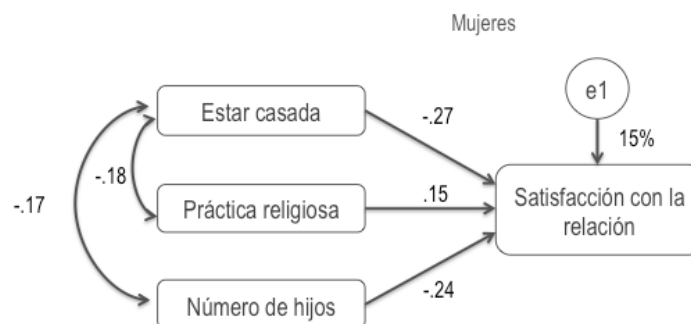 Mujeres
Estar casada
e1
-.27
15%
-.18
Práctica religiosa
.15
Satisfacción con la
relación
-.17
Número de hijos
-.24